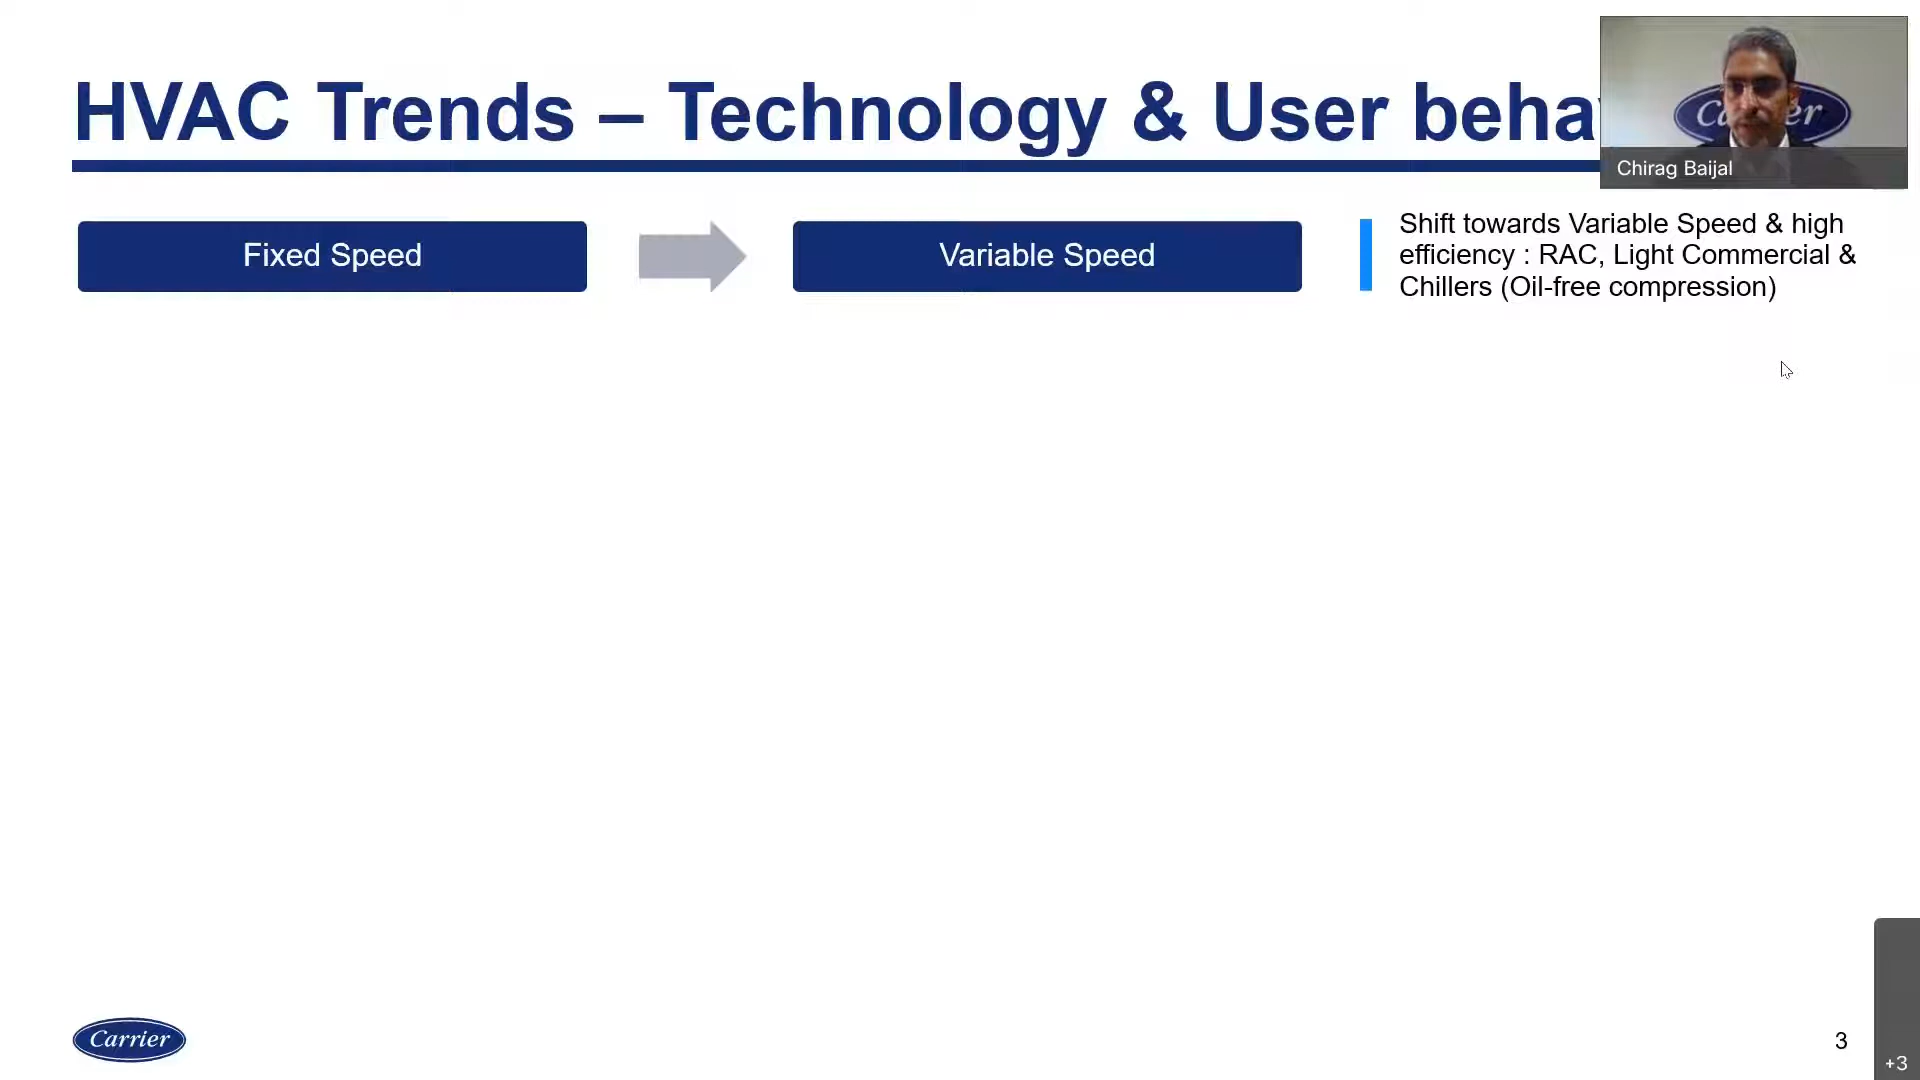 HVAC Trends – Technology & User beha
Carrier
Chirag Baijal
Fixed Speed
Variable Speed
Shift towards Variable Speed & high
efficiency : RAC, Light Commercial &
Chillers (Oil-free compression)
Carrier
3
+3